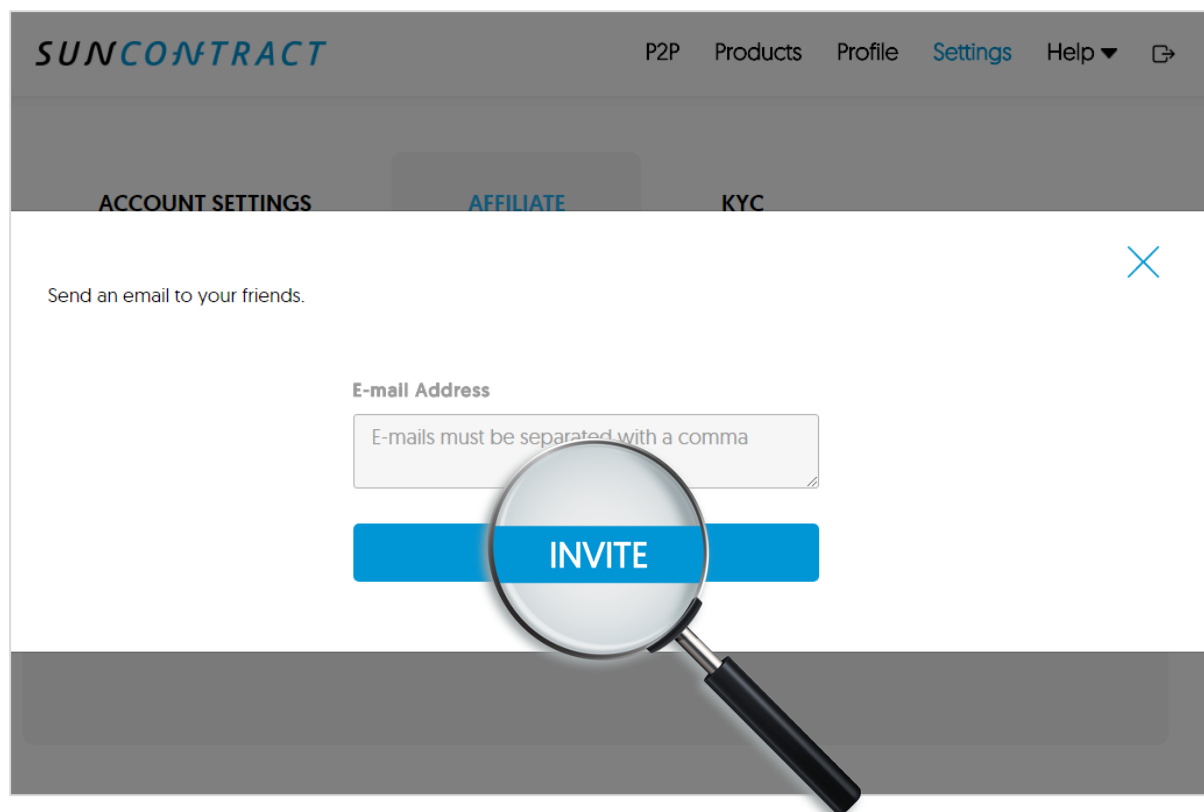 SUNCONTRACT
P2P Products Profile Settings Help
ACCOUNT SETTINGS AFFILIATE KYC
Send an email to your friends.
E-mail Address
E-mails must be separated with a comma
INVITE